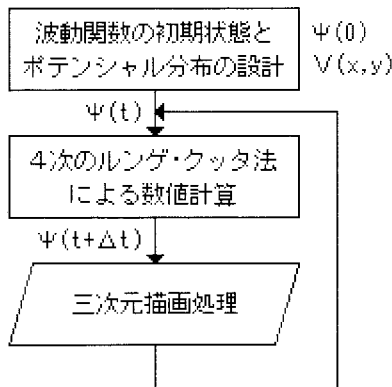 波動関数の初期状態と
ポテンシャル分布の設計
Ψ(0)
V(x,y)
Ψ(t)
4次のルンゲ・クッタ法
による数値計算
Ψ(t+Δt)
三次元描画処理